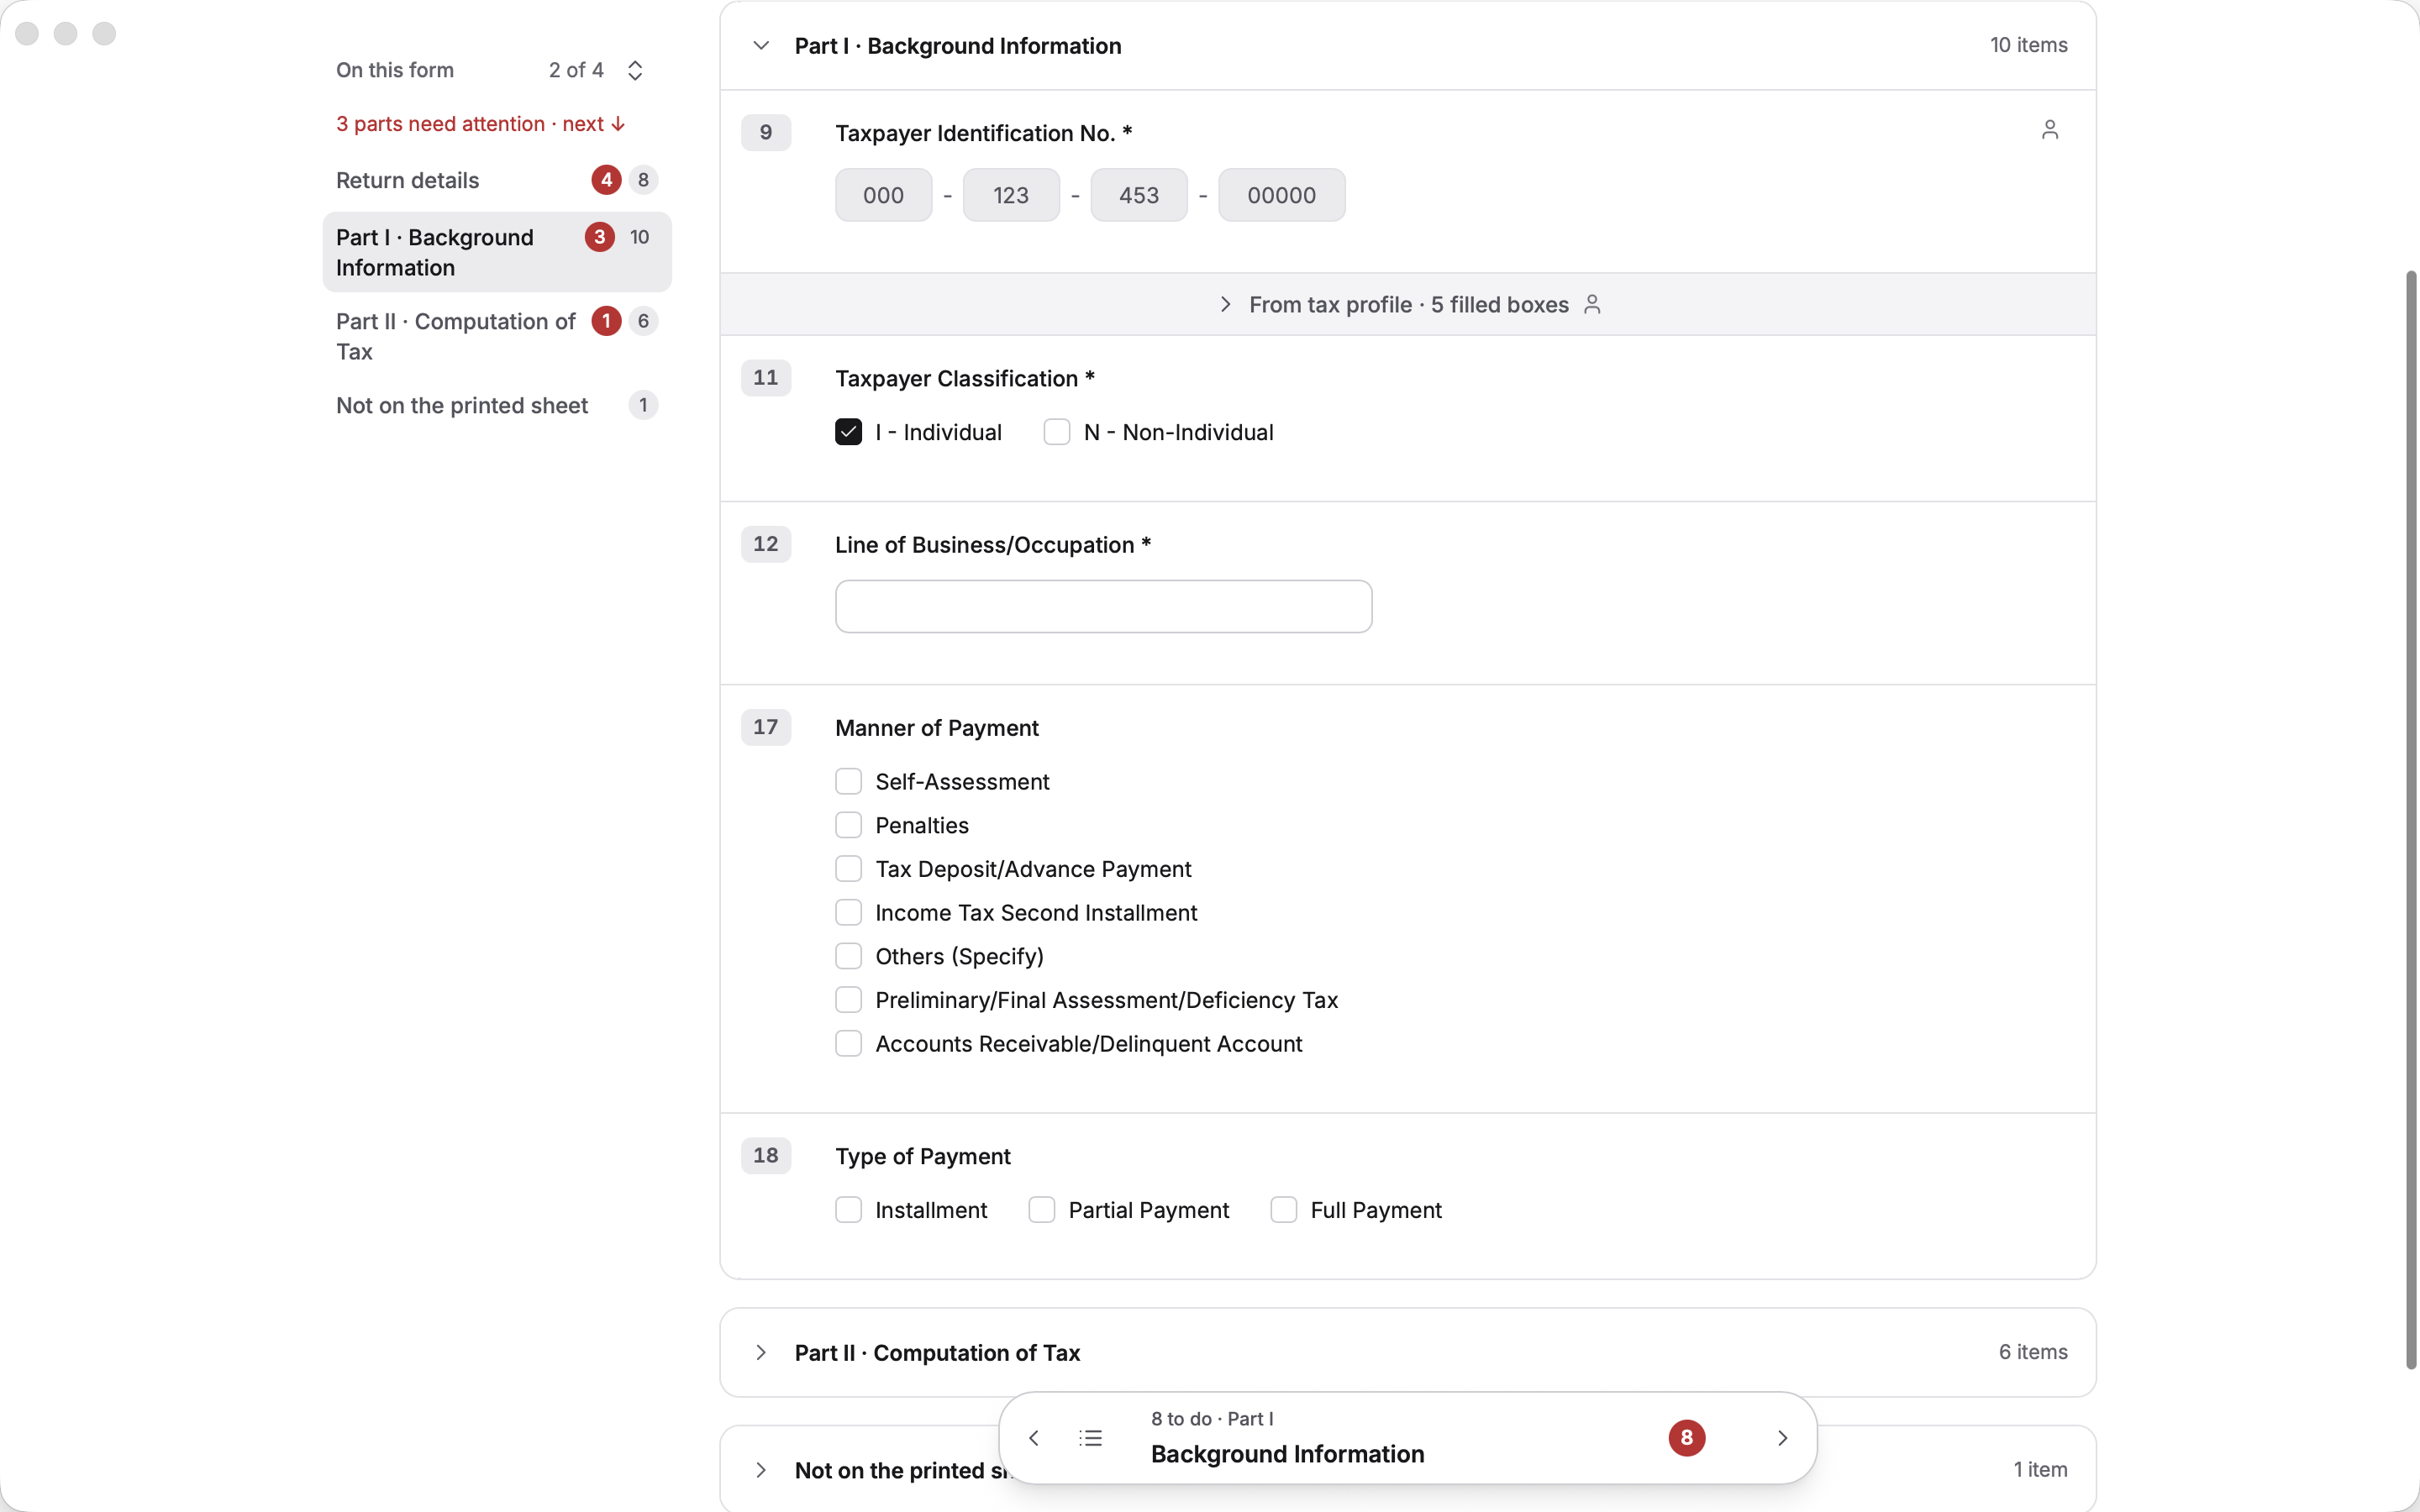 On this form 2 of 4
3 parts need attention · next ↓
Return details 4 8
Part I · Background Information 3 10
Part II · Computation of Tax 1 6
Not on the printed sheet 1
Part I · Background Information 10 items
9 Taxpayer Identification No. *
000 - 123 - 453 - 00000
From tax profile · 5 filled boxes
11 Taxpayer Classification *
I - Individual N - Non-Individual
12 Line of Business/Occupation *
17 Manner of Payment
Self-Assessment
Penalties
Tax Deposit/Advance Payment
Income Tax Second Installment
Others (Specify)
Preliminary/Final Assessment/Deficiency Tax
Accounts Receivable/Delinquent Account
18 Type of Payment
Installment Partial Payment Full Payment
Part II · Computation of Tax 6 items
Not on the printed 1 item
8 to do · Part I
Background Information 8